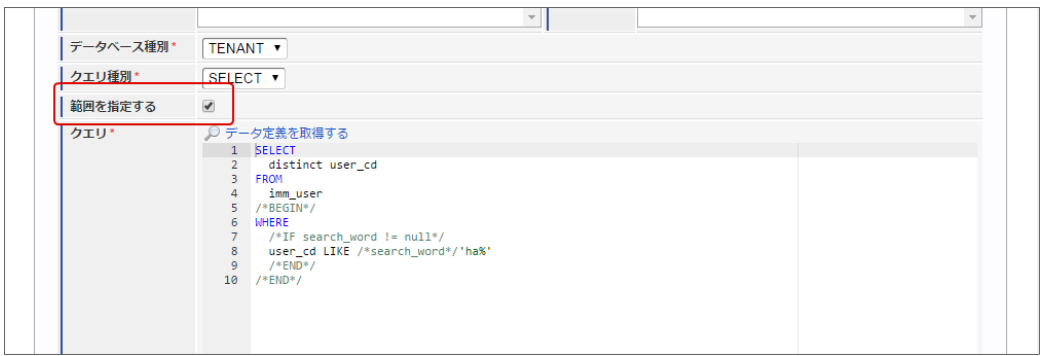 データベース種別* TENANT
クエリ種別* SELECT
範囲を指定する
クエリ* データ定義を取得する
1 SELECT
2 distinct user_cd
3 FROM
4 imm_user
5 /*BEGIN*/
6 WHERE
7 /*IF search_word != null*/
8 user_cd LIKE /*search_word*/'ha%'
9 /*END*/
10 /*END*/